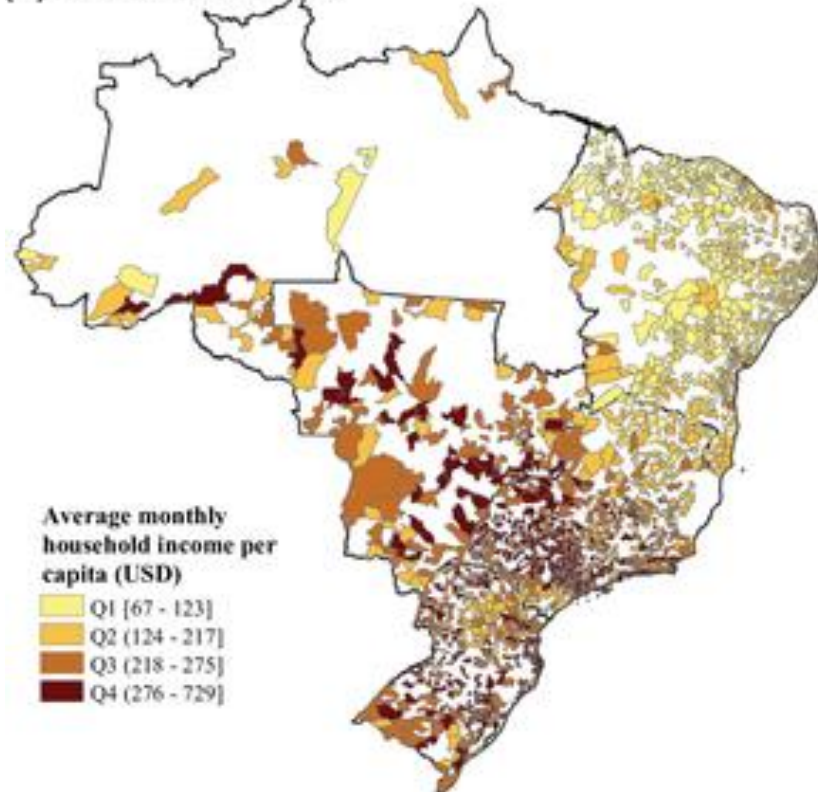 Average monthly
household income per
capita (USD)
Q1 [67 - 123]
Q2 (124 - 217]
Q3 (218 - 275]
Q4 (276 - 729]